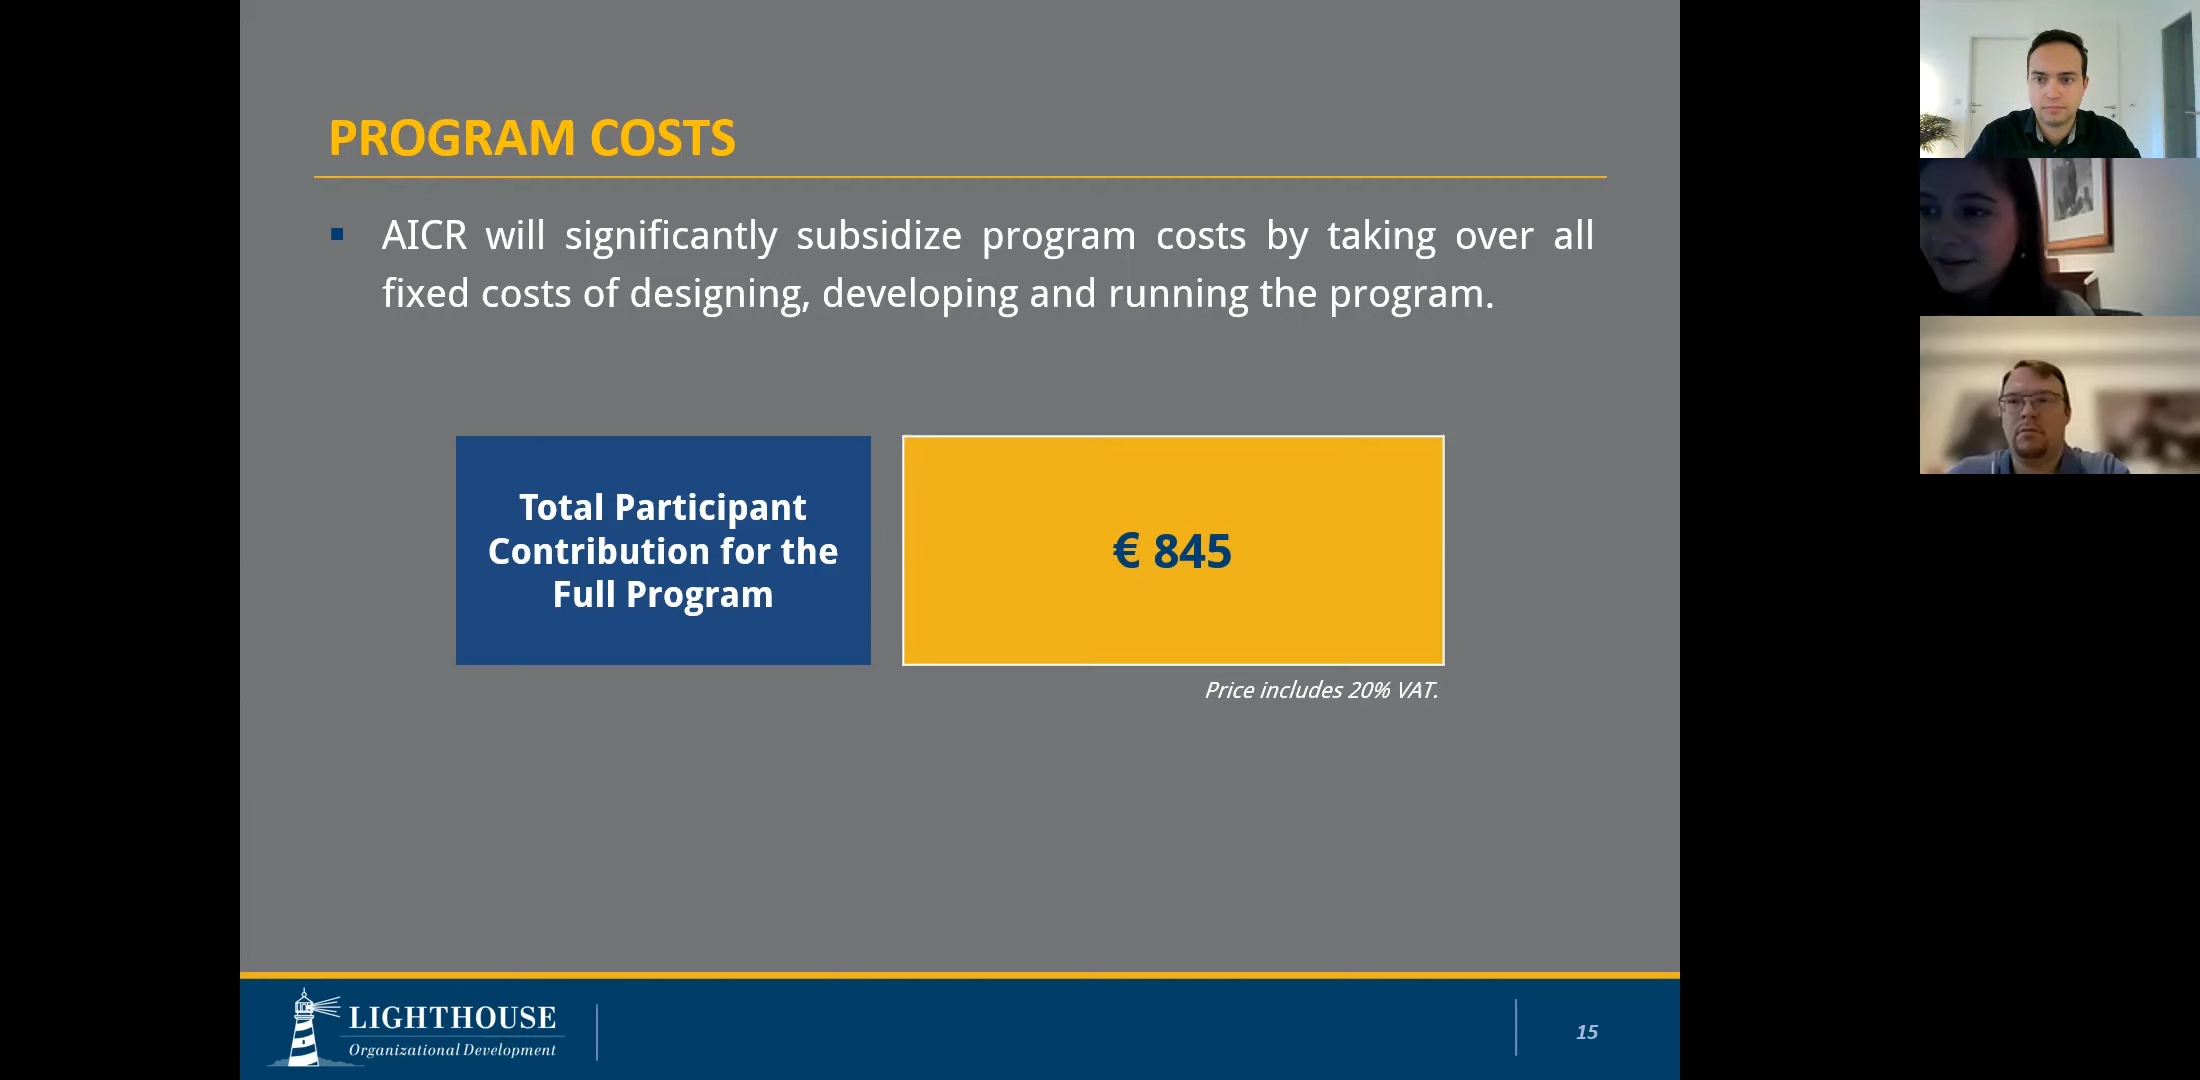 PROGRAM COSTS
AICR will significantly subsidize program costs by taking over all
fixed costs of designing, developing and running the program.
Total Participant
Contribution for the
Full Program
€ 845
Price includes 20% VAT.
LIGHTHOUSE
Organizational Development
15